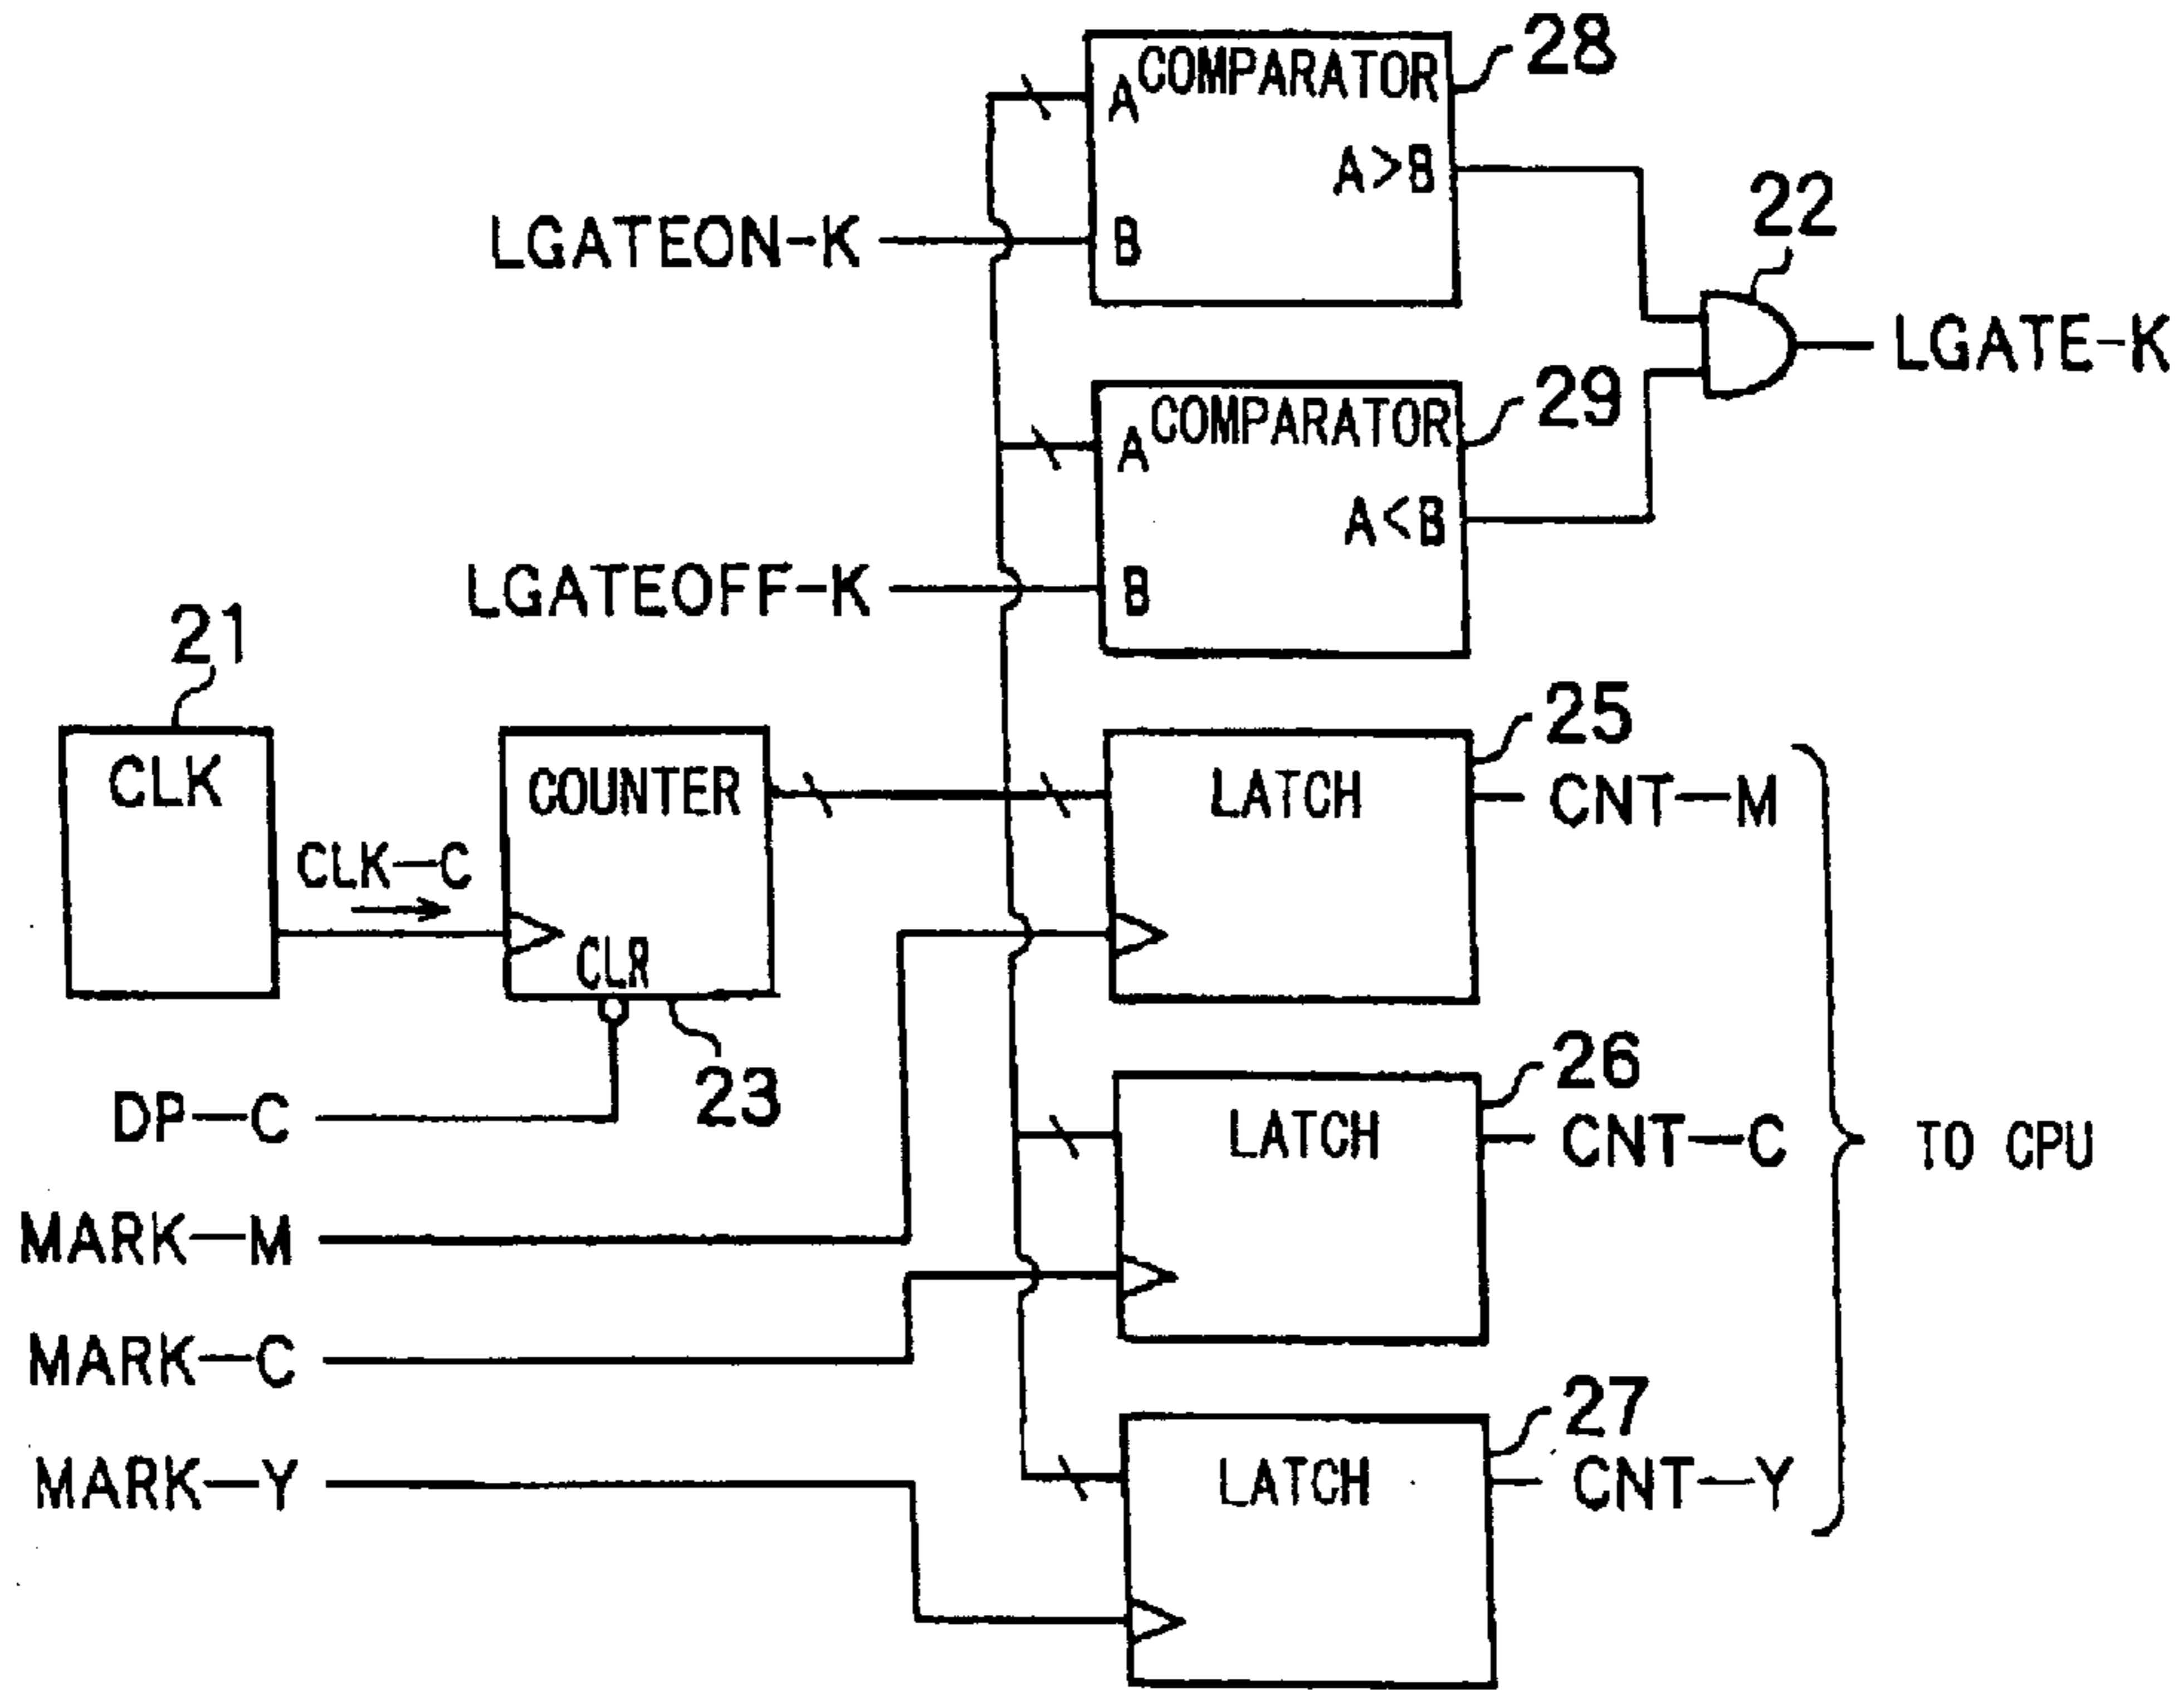 28
COMPARATOR
A
A>B
LGATEON-K
B
22
LGATE-K
29
COMPARATOR
A
A<B
LGATEOFF-K
B
21
CLK
CLK-C
COUNTER
CLR
23
25
LATCH
CNT-M
DP-C
26
LATCH
CNT-C
TO CPU
MARK-M
MARK-C
27
MARK-Y
LATCH
CNT-Y